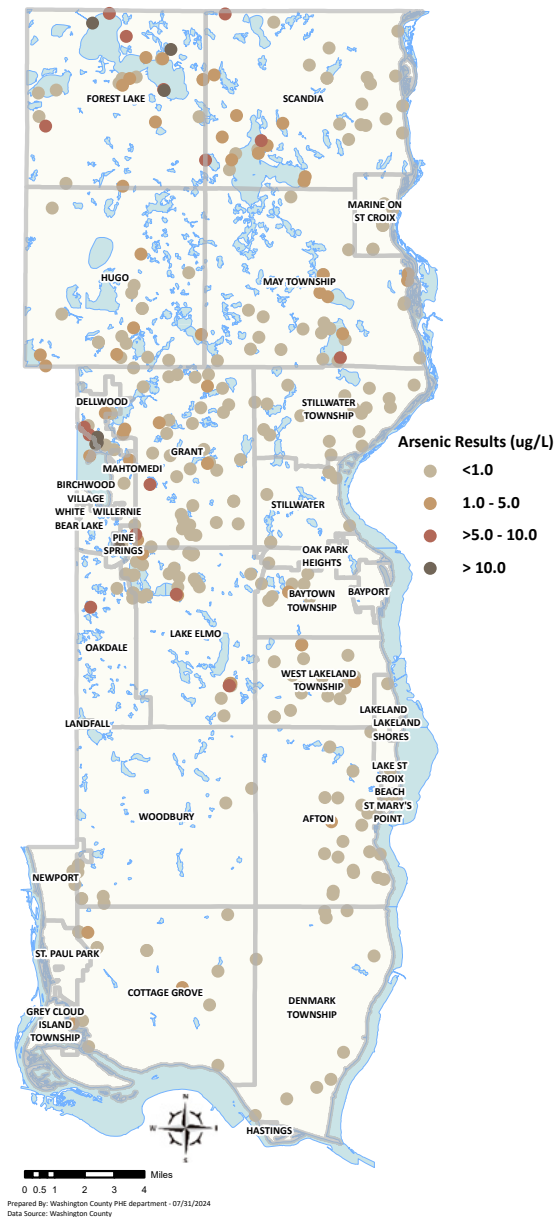 FOREST LAKE
SCANDIA
MARINE ON
ST CROIX
HUGO
MAY TOWNSHIP
DELLWOOD
STILLWATER
TOWNSHIP
Arsenic Results (ug/L)
<1.0
1.0 - 5.0
>5.0 - 10.0
> 10.0
GRANT
MAHTOMEDI
BIRCHWOOD
VILLAGE
WHITE
BEAR LAKE
WILLERNIE
STILLWATER
PINE
SPRINGS
OAK PARK
HEIGHTS
BAYTOWN
TOWNSHIP
BAYPORT
LAKE ELMO
OAKDALE
WEST LAKELAND
TOWNSHIP
LANDFALL
LAKELAND
LAKELAND
SHORES
LAKE ST
CROIX
BEACH
ST MARY'S
POINT
WOODBURY
AFTON
NEWPORT
ST. PAUL PARK
COTTAGE GROVE
DENMARK
TOWNSHIP
GREY CLOUD
ISLAND
TOWNSHIP
HASTINGS
N
W
E
S
Miles
0 0.5 1 2 3 4
Prepared By: Washington County PHE department - 07/31/2024
Data Source: Washington County